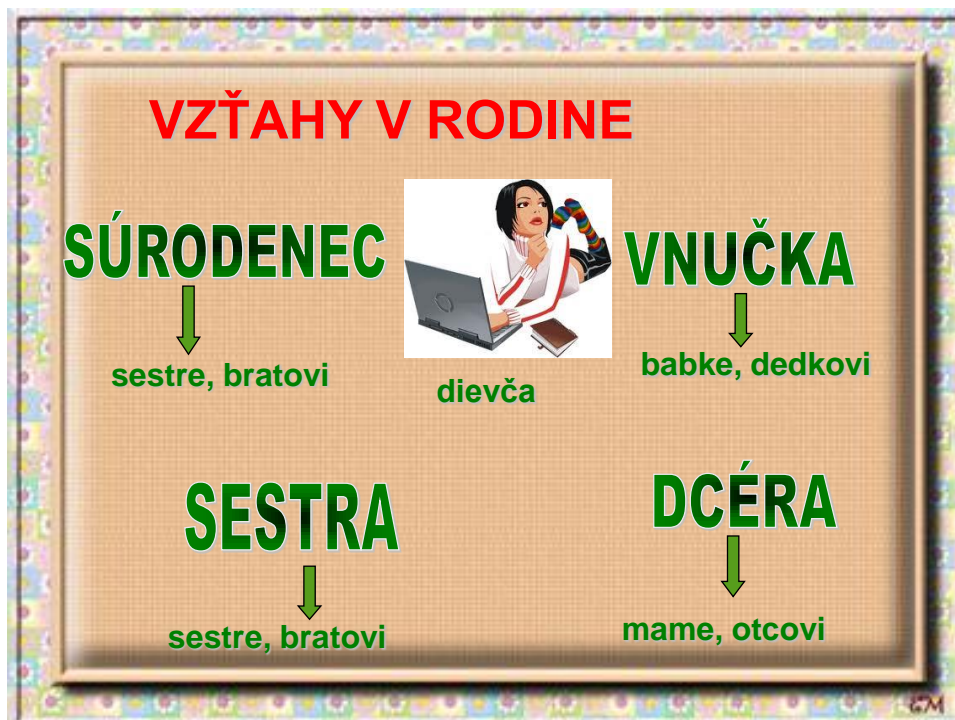 VZŤAHY V RODINE
SÚRODENEC
VNUČKA
sestre, bratovi
dievča
babke, dedkovi
SESTRA
DCÉRA
sestre, bratovi
mame, otcovi